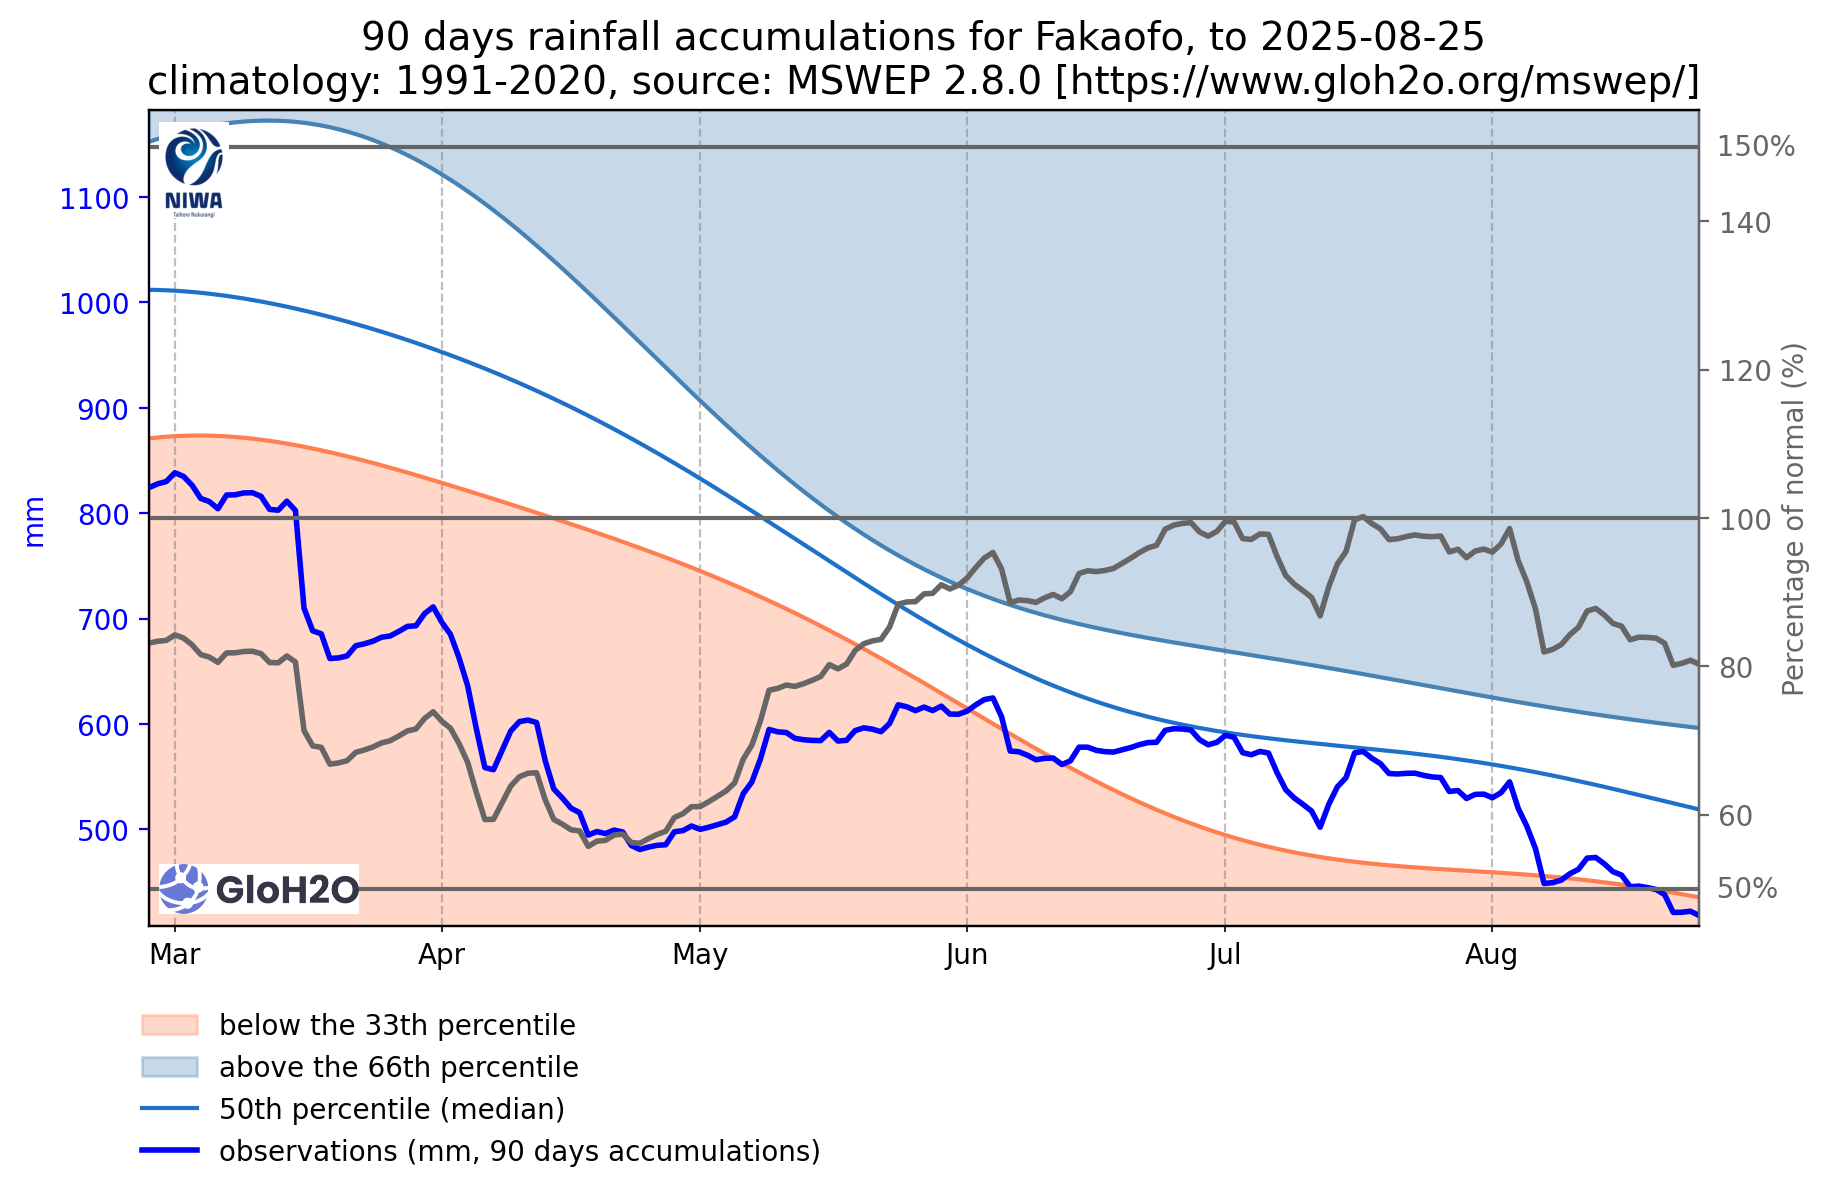 90 days rainfall accumulations for Fakaofo, to 2025-08-25
climatology: 1991-2020, source: MSWEP 2.8.0 [https://www.gloh2o.org/mswep/]
NIWA
Taihoro Nukurangi
1100
1000
900
800
700
600
500
mm
150%
140
120
100
80
60
50%
Percentage of normal (%)
GloH2O
Mar Apr May Jun Jul Aug
below the 33th percentile
above the 66th percentile
50th percentile (median)
observations (mm, 90 days accumulations)